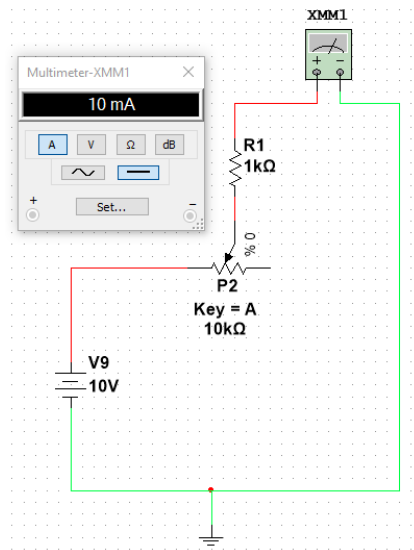 XMM1
Multimeter-XMM1
10 mA
A V Ω dB
+ −
Set...
+ −
R1
1kΩ
0 %
P2
Key = A
10kΩ
V9
10V